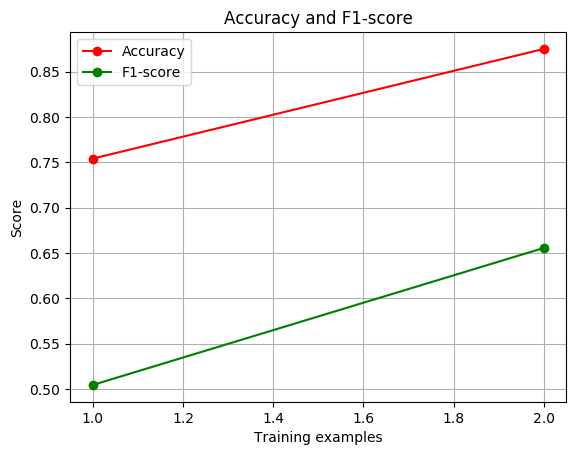 Accuracy and F1-score
Accuracy
F1-score
0.85
0.80
0.75
0.70
0.65
0.60
0.55
0.50
Score
1.0 1.2 1.4 1.6 1.8 2.0
Training examples